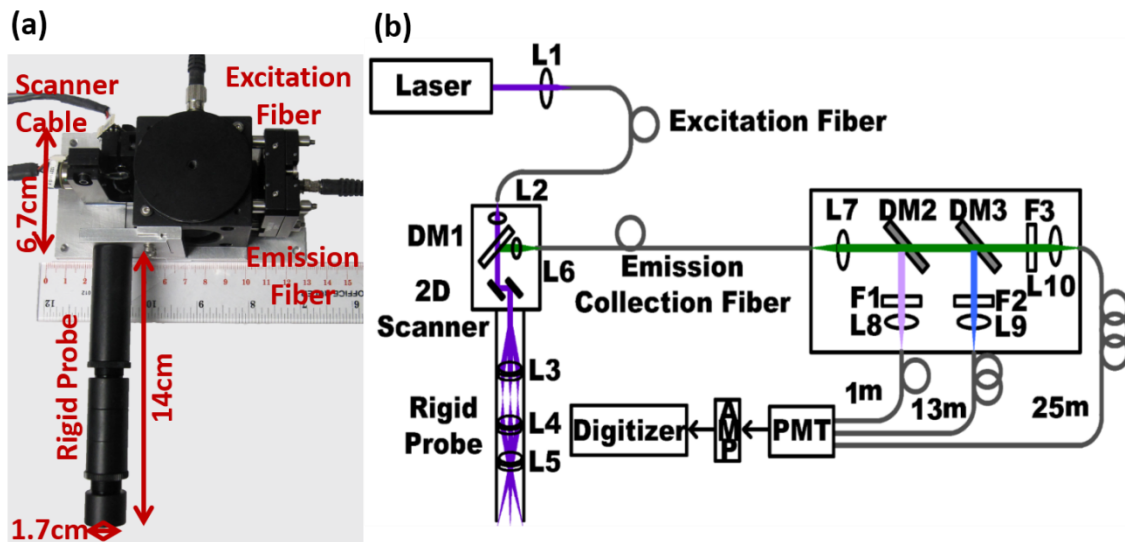 (a)
Scanner
Cable
Excitation
Fiber
6.7cm
Emission
Fiber
Rigid Probe
14cm
1.7cm
(b)
Laser
L1
Excitation Fiber
L2
DM1
L6
2D
Scanner
Emission
Collection Fiber
L7
DM2
DM3
F3
L10
F1
L8
F2
L9
L3
L4
L5
Rigid
Probe
1m
13m
25m
Digitizer
AMP
PMT